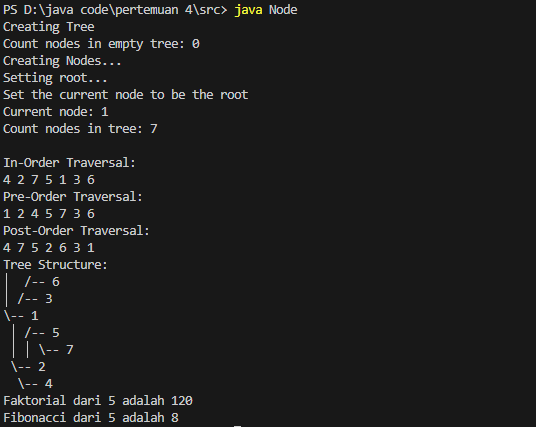 PS D:\java code\pertemuan 4\src> java Node
Creating Tree
Count nodes in empty tree: 0
Creating Nodes...
Setting root...
Set the current node to be the root
Current node: 1
Count nodes in tree: 7

In-Order Traversal:
4 2 7 5 1 3 6
Pre-Order Traversal:
1 2 4 5 7 3 6
Post-Order Traversal:
4 7 5 2 6 3 1
Tree Structure:
│   /-- 6
│ /-- 3
\-- 1
  │ /-- 5
  │ │ \-- 7
  \-- 2
    \-- 4
Faktorial dari 5 adalah 120
Fibonacci dari 5 adalah 8